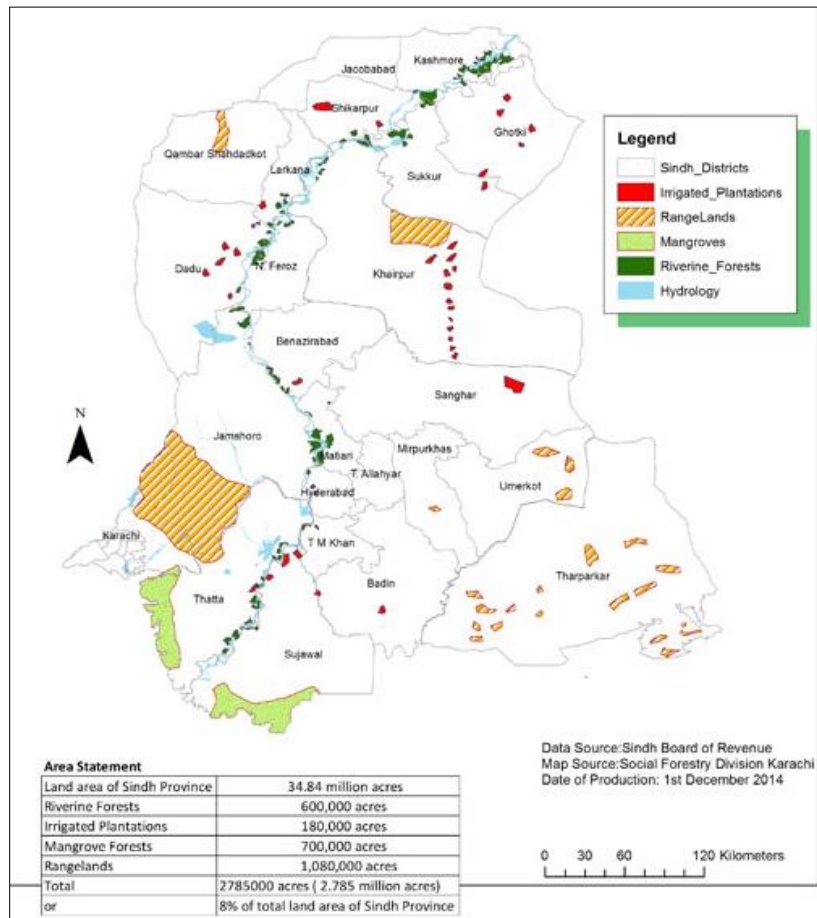 Kashmore
Jacobabad
Shikarpur
Ghotki
Qambar Shahdadkot
Larkana
Sukkur
Dadu
N. Feroz
Khairpur
Benazirabad
Sanghar
N
Jamshoro
Matiari
Mirpurkhas
T. Allahyar
Umerkot
Hyderabad
Karachi
T M Khan
Tharparkar
Thatta
Badin
Sujawal
Legend
Sindh_Districts
Irrigated_Plantations
RangeLands
Mangroves
Riverine_Forests
Hydrology
Data Source:Sindh Board of Revenue
Map Source:Social Forestry Division Karachi
Date of Production: 1st December 2014
0 30 60 120 Kilometers
Area Statement
Land area of Sindh Province 34.84 million acres
Riverine Forests 600,000 acres
Irrigated Plantations 180,000 acres
Mangrove Forests 700,000 acres
Rangelands 1,080,000 acres
Total 2785000 acres ( 2.785 million acres)
or 8% of total land area of Sindh Province